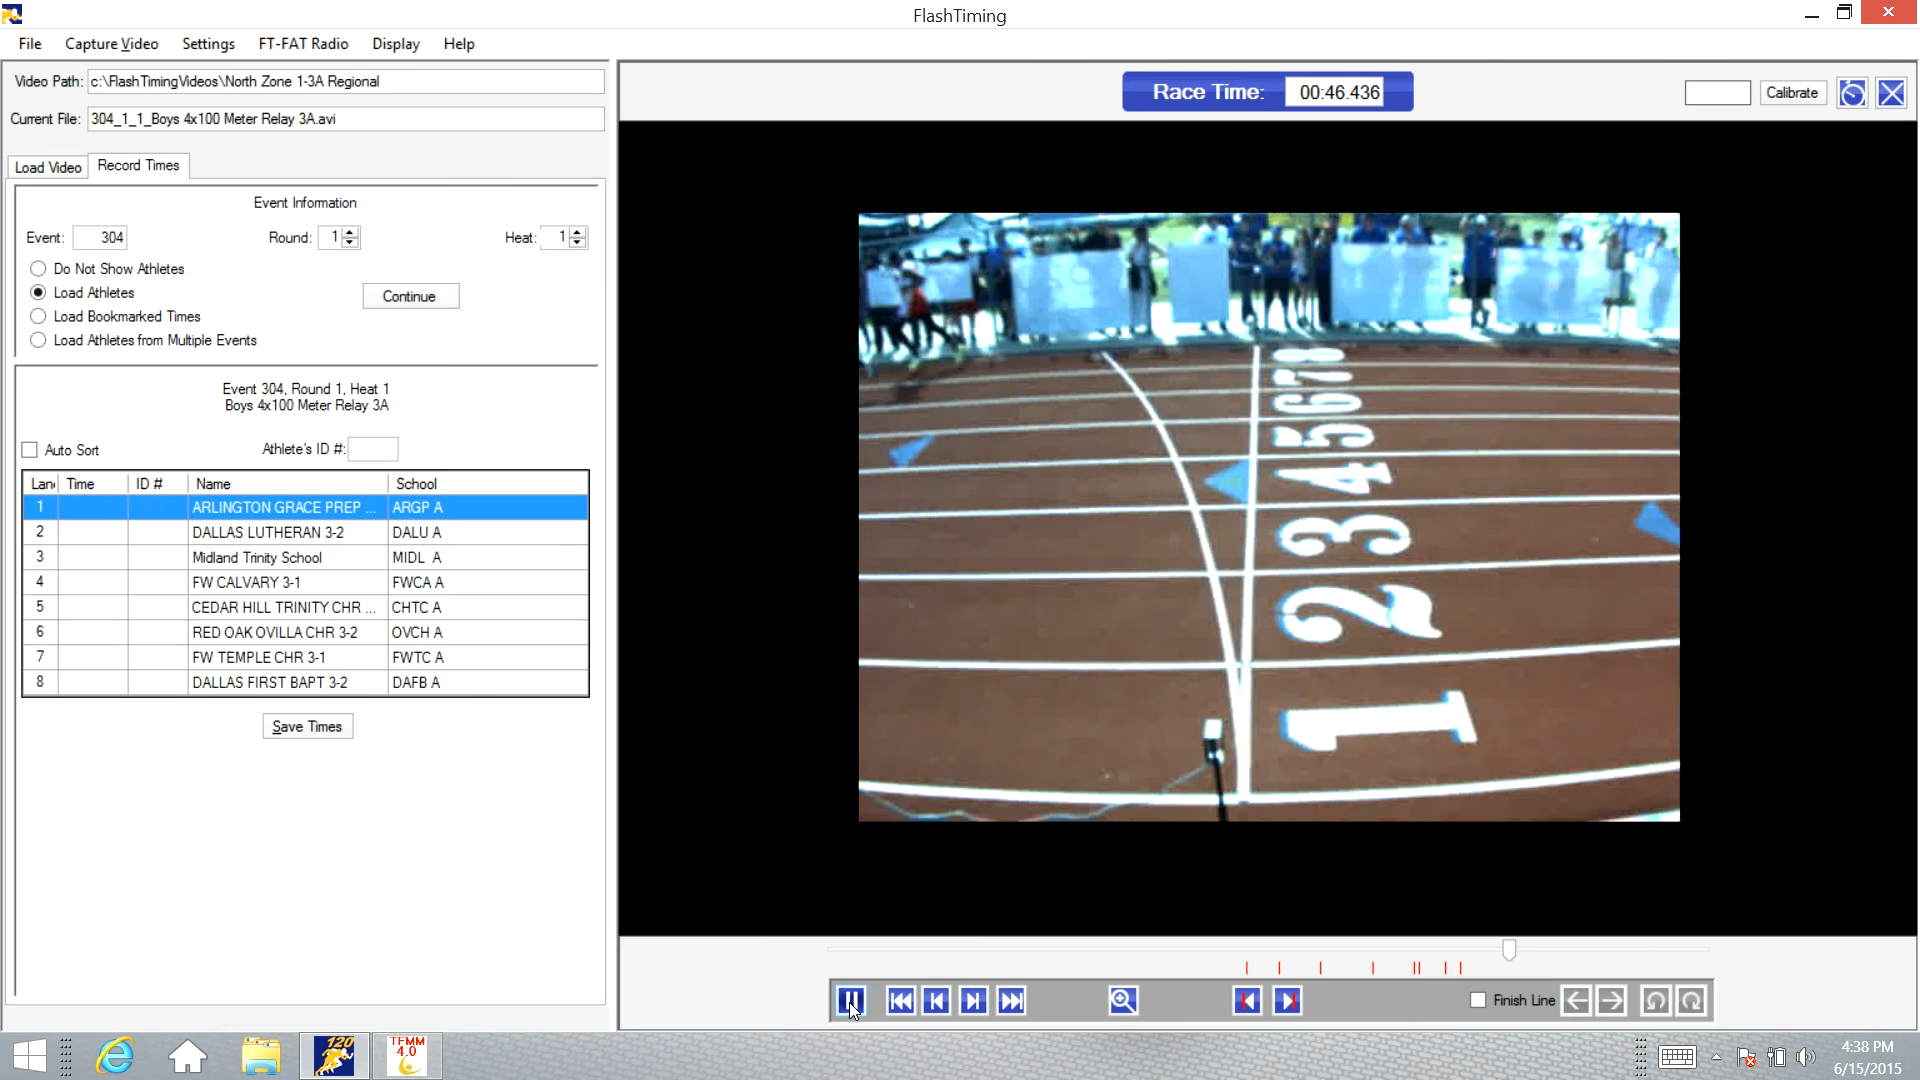 FlashTiming
File Capture Video Settings FT-FAT Radio Display Help
Video Path: c:\FlashTimingVideos\North Zone 1-3A Regional
Current File: 304_1_1_Boys 4x100 Meter Relay 3A.avi
Race Time: 00:46.436
Calibrate
Load Video Record Times
Event Information
Event: 304 Round: 1 Heat: 1
Do Not Show Athletes
Load Athletes
Continue
Load Bookmarked Times
Load Athletes from Multiple Events
Event 304, Round 1, Heat 1
Boys 4x100 Meter Relay 3A
Auto Sort Athlete's ID #:
Lan Time ID # Name School
1 ARLINGTON GRACE PREP ... ARGP A
2 DALLAS LUTHERAN 3-2 DALU A
3 Midland Trinity School MIDL A
4 FW CALVARY 3-1 FWCA A
5 CEDAR HILL TRINITY CHR ... CHTC A
6 RED OAK OVILLA CHR 3-2 OVCH A
7 FW TEMPLE CHR 3-1 FWTC A
8 DALLAS FIRST BAPT 3-2 DAFB A
Save Times
8
7
6
5
4
3
2
1
Finish Line
120
TFMM
4.0
4:38 PM
6/15/2015